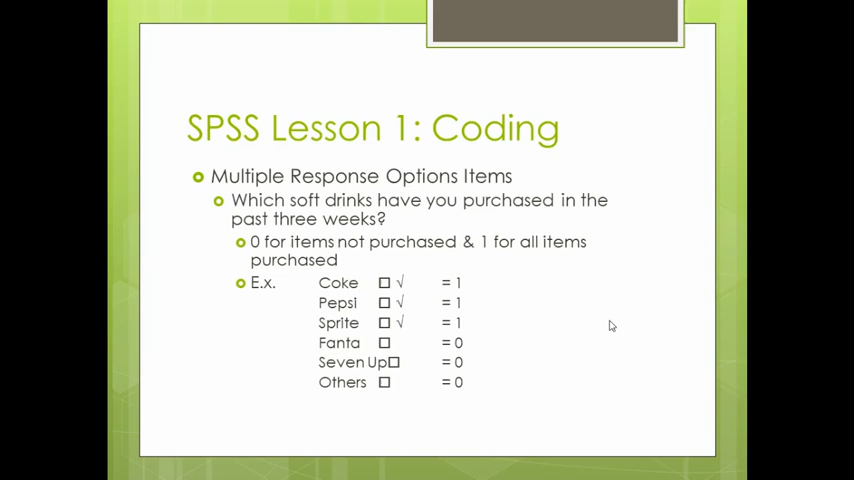 SPSS Lesson 1: Coding
Multiple Response Options Items
Which soft drinks have you purchased in the
past three weeks?
0 for items not purchased & 1 for all items
purchased
E.x. Coke ☐ √ = 1
Pepsi ☐ √ = 1
Sprite ☐ √ = 1
Fanta ☐ = 0
Seven Up☐ = 0
Others ☐ = 0